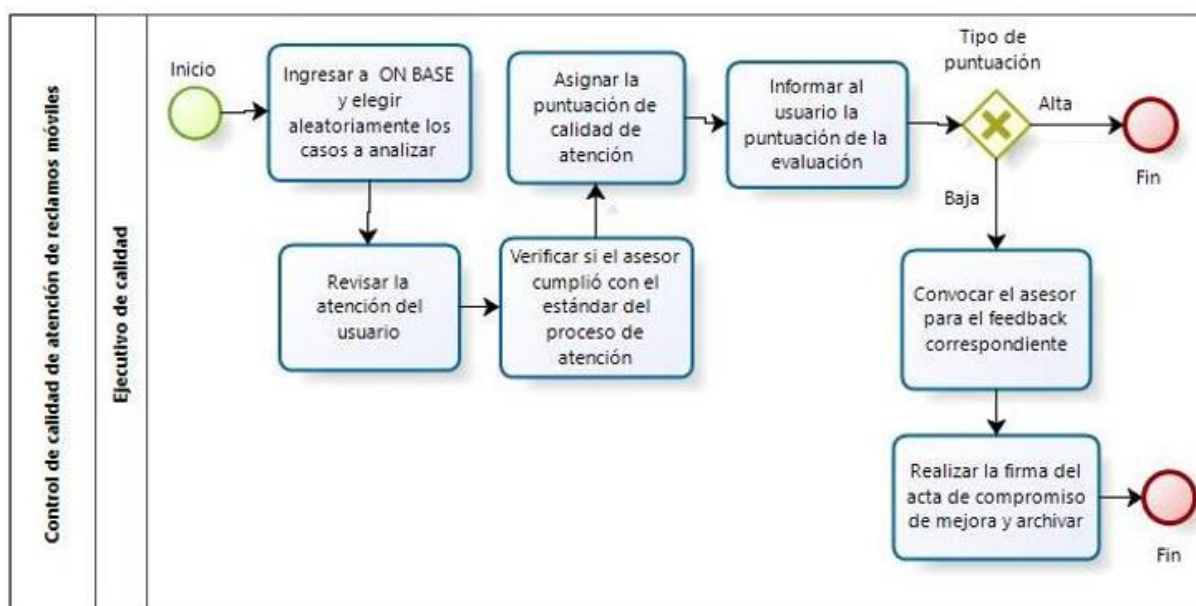 Control de calidad de atención de reclamos móviles
Ejecutivo de calidad
Inicio
Ingresar a ON BASE
y elegir
aleatoriamente los
casos a analizar
Revisar la
atención del
usuario
Verificar si el asesor
cumplió con el
estándar del
proceso de
atención
Asignar la
puntuación de
calidad de
atención
Informar al
usuario la
puntuación de la
evaluación
Tipo de
puntuación
Alta
Fin
Baja
Convocar el asesor
para el feedback
correspondiente
Realizar la firma del
acta de compromiso
de mejora y archivar
Fin